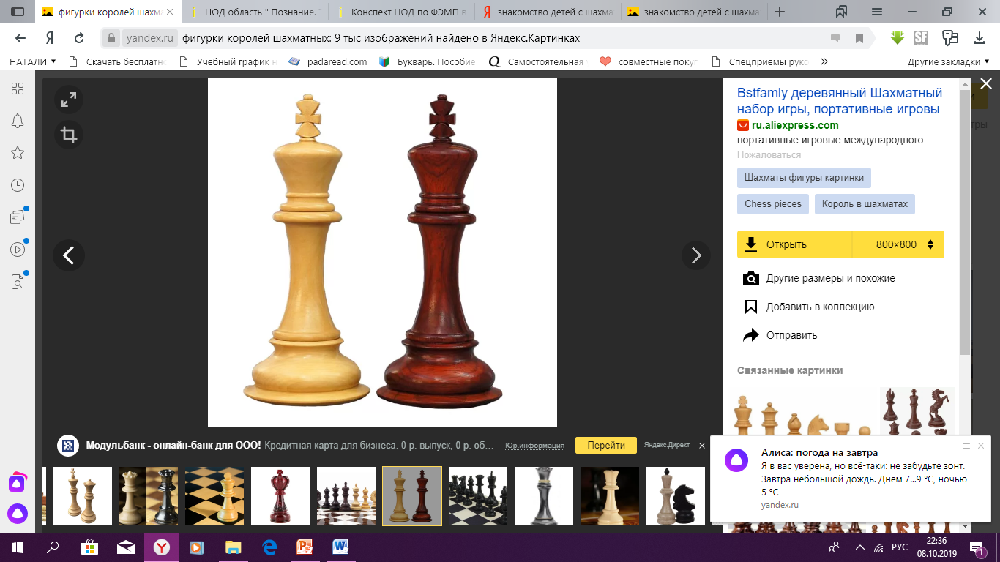 фигурки королей шахма
НОД область " Познание. Т
Конспект НОД по ФЭМП в
знакомство детей с шахма
знакомство детей с шахма
yandex.ru фигурки королей шахматных: 9 тыс изображений найдено в Яндекс.Картинках
НАТАЛИ
Скачать бесплатн
Учебный график н
padaread.com
Букварь. Пособие
Самостоятельная
совместные покуп
Спецприёмы рукс
Другие закладки
Bstfamly деревянный Шахматный
набор игры, портативные игровы
ru.aliexpress.com
портативные игровые международного …
Пожаловаться
Шахматы фигуры картинки
Chess pieces
Король в шахматах
Открыть 800×800
Другие размеры и похожие
Добавить в коллекцию
Отправить
Связанные картинки
Модульбанк - онлайн-банк для ООО! Кредитная карта для бизнеса. 0 р. выпуск, 0 р. об…
Юр.информация
Перейти
Яндекс.Директ
Алиса: погода на завтра
Я в вас уверена, но всё-таки: не забудьте зонт.
Завтра небольшой дождь. Днём 7...9 °C, ночью
5 °C
yandex.ru
РУС
22:36
08.10.2019
1